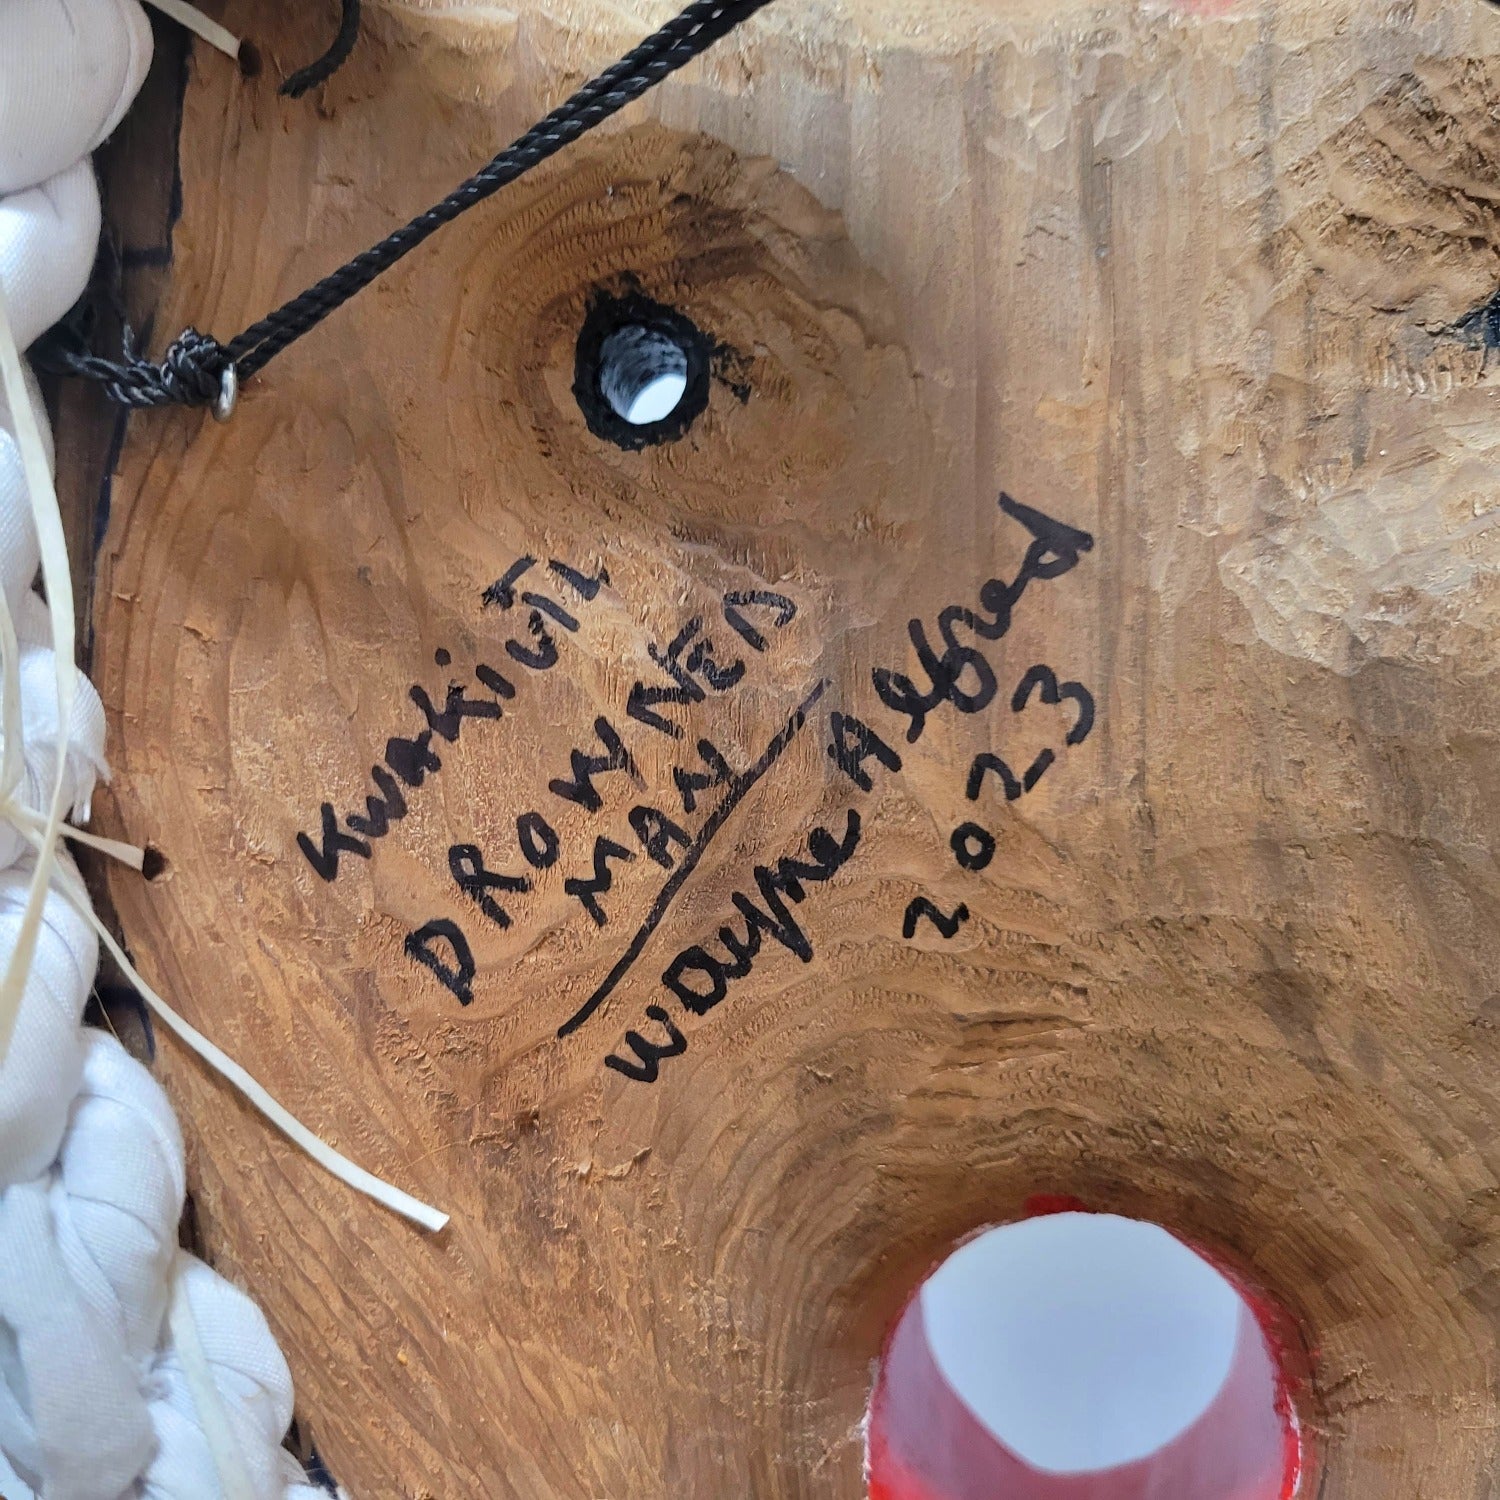 KwaKiuTL
DROWNED
MAN
Wayne Alfred
2023